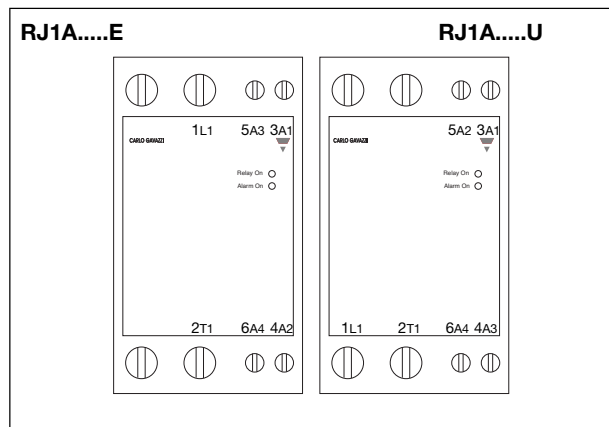 RJ1A.....E RJ1A.....U
1L1 5A3 3A1
CARLO GAVAZZI
Relay On
Alarm On
2T1 6A4 4A2
5A2 3A1
CARLO GAVAZZI
Relay On
Alarm On
1L1 2T1 6A4 4A3